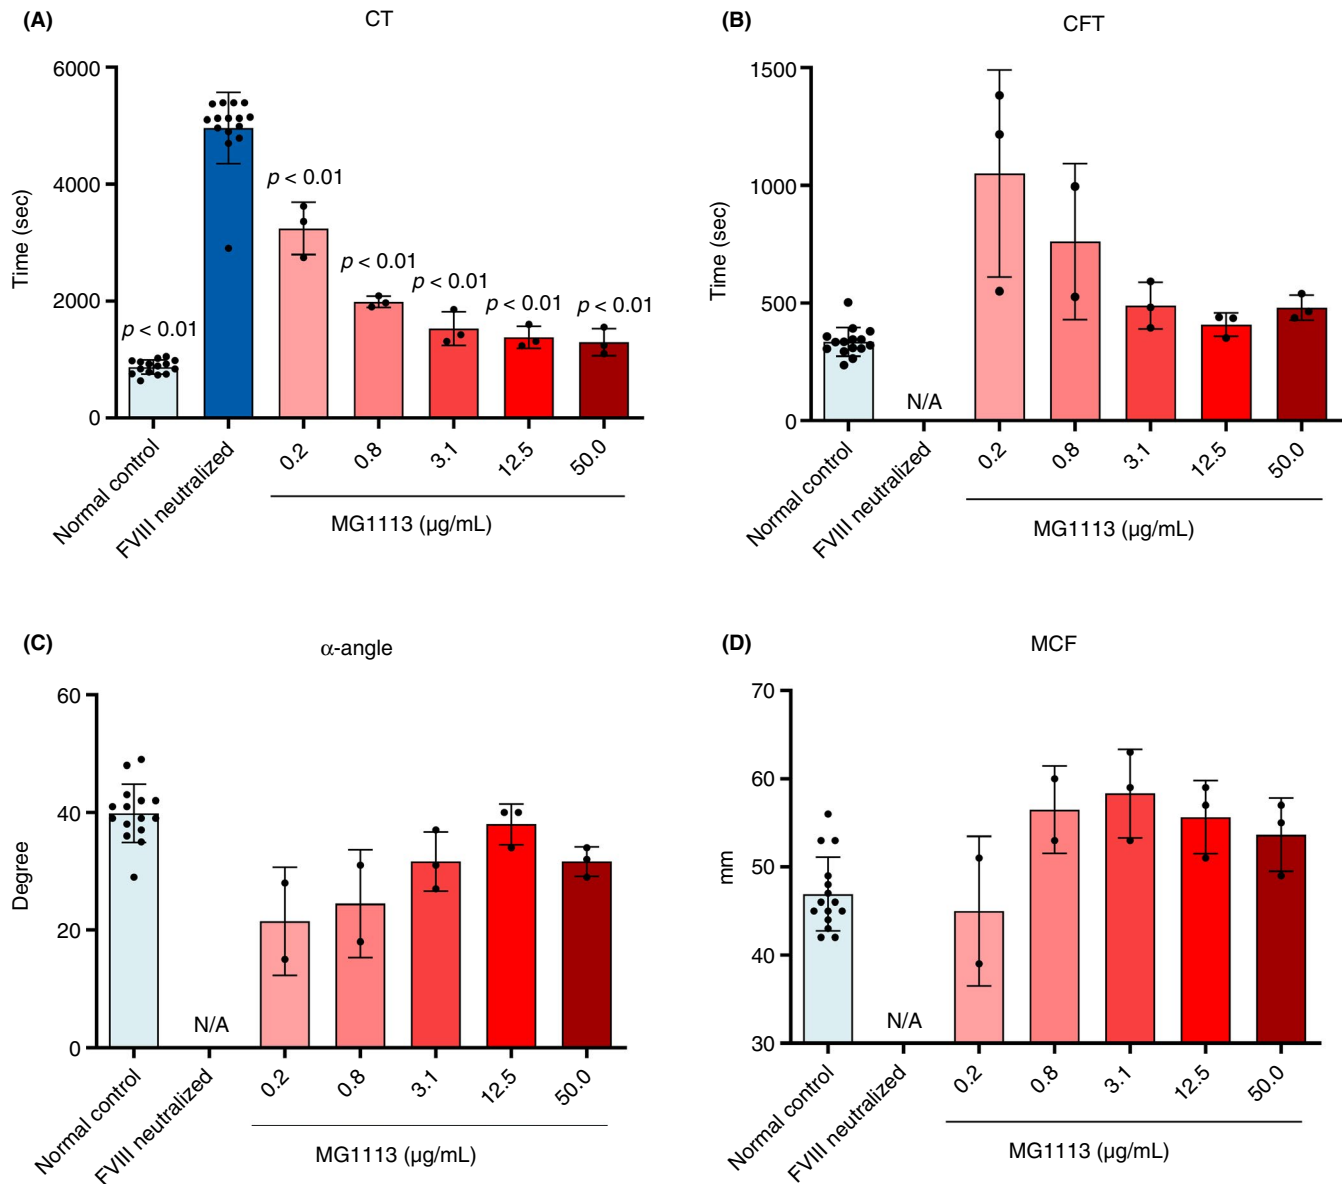 (A)
CT
Time (sec)
6000
4000
2000
0
p < 0.01
p < 0.01
p < 0.01
p < 0.01
p < 0.01
p < 0.01
Normal control
FVIII neutralized
0.2
0.8
3.1
12.5
50.0
MG1113 (µg/mL)
(B)
CFT
Time (sec)
1500
1000
500
0
N/A
Normal control
FVIII neutralized
0.2
0.8
3.1
12.5
50.0
MG1113 (µg/mL)
(C)
α-angle
Degree
60
40
20
0
N/A
Normal control
FVIII neutralized
0.2
0.8
3.1
12.5
50.0
MG1113 (µg/mL)
(D)
MCF
mm
70
60
50
40
30
N/A
Normal control
FVIII neutralized
0.2
0.8
3.1
12.5
50.0
MG1113 (µg/mL)